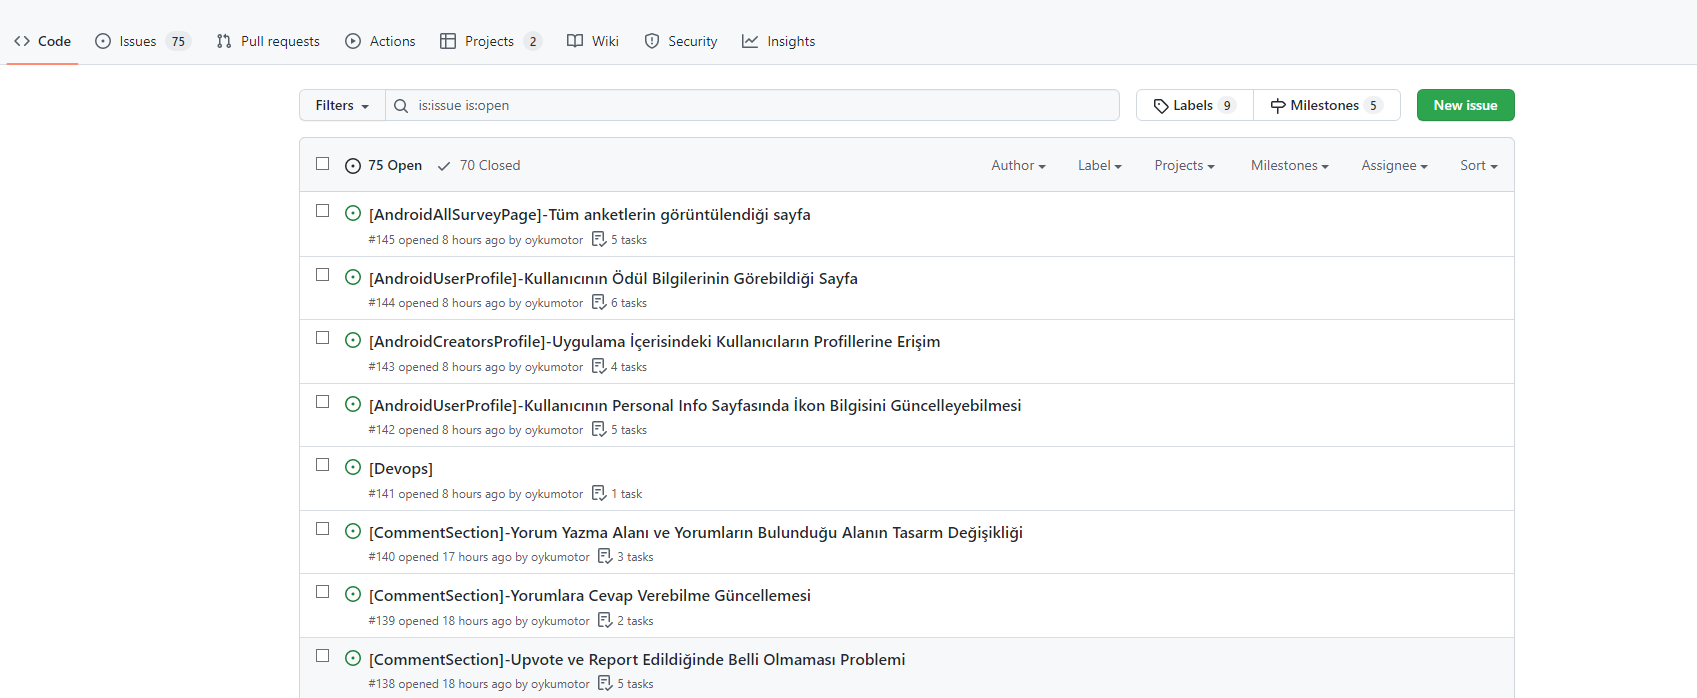 Code Issues 75 Pull requests Actions Projects 2 Wiki Security Insights
Filters is:issue is:open Labels 9 Milestones 5 New issue
75 Open 70 Closed Author Label Projects Milestones Assignee Sort
[AndroidAllSurveyPage]-Tüm anketlerin görüntülendiği sayfa
#145 opened 8 hours ago by oykumotor 5 tasks
[AndroidUserProfile]-Kullanıcının Ödül Bilgilerinin Görebildiği Sayfa
#144 opened 8 hours ago by oykumotor 6 tasks
[AndroidCreatorsProfile]-Uygulama İçerisindeki Kullanıcıların Profillerine Erişim
#143 opened 8 hours ago by oykumotor 4 tasks
[AndroidUserProfile]-Kullanıcının Personal Info Sayfasında İkon Bilgisini Güncelleyebilmesi
#142 opened 8 hours ago by oykumotor 5 tasks
[Devops]
#141 opened 8 hours ago by oykumotor 1 task
[CommentSection]-Yorum Yazma Alanı ve Yorumların Bulunduğu Alanın Tasarm Değişikliği
#140 opened 17 hours ago by oykumotor 3 tasks
[CommentSection]-Yorumlara Cevap Verebilme Güncellemesi
#139 opened 18 hours ago by oykumotor 2 tasks
[CommentSection]-Upvote ve Report Edildiğinde Belli Olmaması Problemi
#138 opened 18 hours ago by oykumotor 5 tasks